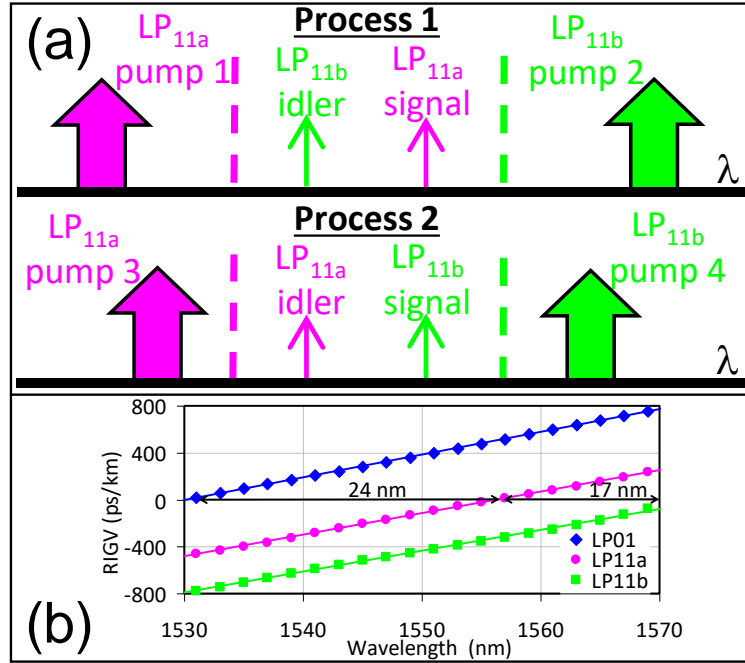 (a)
Process 1
LP11a
pump 1
LP11b
idler
LP11a
signal
LP11b
pump 2
λ
Process 2
LP11a
pump 3
LP11a
idler
LP11b
signal
LP11b
pump 4
λ
(b)
RIGV (ps/km)
800
400
0
-400
-800
24 nm
17 nm
LP01
LP11a
LP11b
1530
1540
1550
1560
1570
Wavelength (nm)